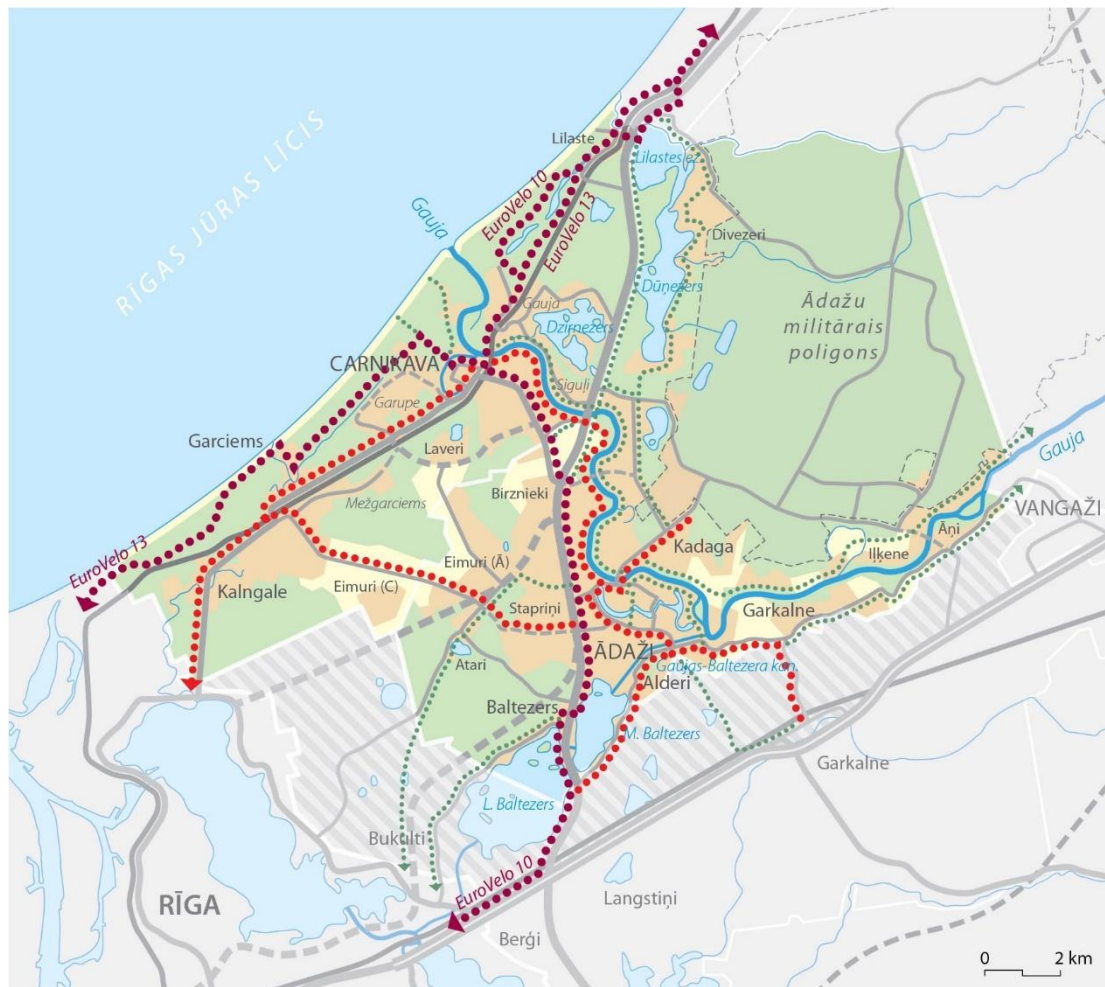 RĪGAS JŪRAS LĪCIS
Lilaste
Lilastes ez.
EuroVelo 10
EuroVelo 13
Gauja
Divezeri
Dūņezers
Gauja
Dzirnezers
Ādažu
militārais
poligons
CARNIKAVA
Siguļi
Garupe
Garciems
Laveri
Gauja
Mežgarciems
Birznieki
VANGAŽI
Āņi
Kadaga
Iļķene
EuroVelo 13
Eimuri (Ā)
Kalngale
Eimuri (C)
Stapriņi
Garkalne
ĀDAŽI
Atari
Gaujas-Baltezera kan.
Alderi
Baltezers
M. Baltezers
Garkalne
L. Baltezers
Bukulti
EuroVelo 10
RĪGA
Langstiņi
Berģi
0 2 km